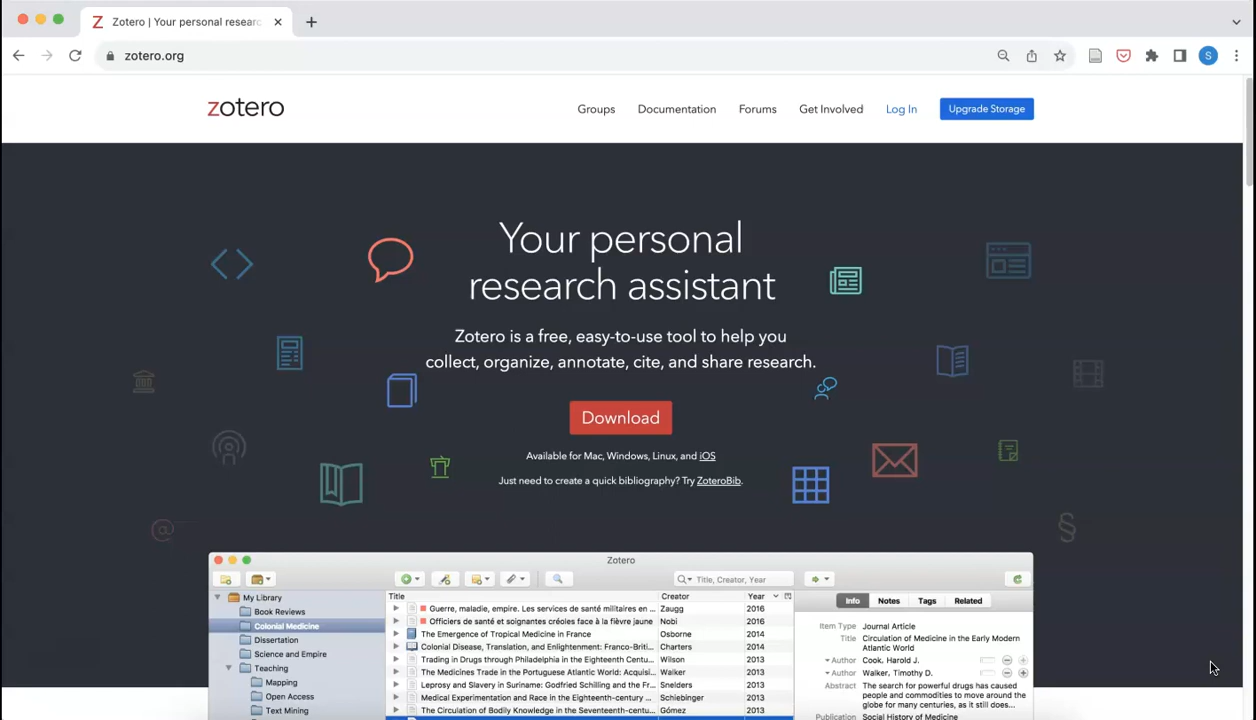 Zotero | Your personal resear
zotero.org
S
zotero
Groups
Documentation
Forums
Get Involved
Log In
Upgrade Storage
Your personal
research assistant
Zotero is a free, easy-to-use tool to help you
collect, organize, annotate, cite, and share research.
Download
Available for Mac, Windows, Linux, and iOS
Just need to create a quick bibliography? Try ZoteroBib.
Zotero
Title, Creator, Year
My Library
Book Reviews
Colonial Medicine
Dissertation
Science and Empire
Teaching
Mapping
Open Access
Text Mining
Title Creator Year
Guerre, maladie, empire. Les services de santé militaires en ... Zaugg 2016
Officiers de santé et soignantes créoles face à la fièvre jaune Nobi 2016
The Emergence of Tropical Medicine in France Osborne 2014
Colonial Disease, Translation, and Enlightenment: Franco-Briti... Charters 2014
Trading in Drugs through Philadelphia in the Eighteenth Centu... Wilson 2013
The Medicines Trade in the Portuguese Atlantic World: Acquisi... Walker 2013
Leprosy and Slavery in Suriname: Godfried Schilling and the Fr... Snelders 2013
Medical Experimentation and Race in the Eighteenth-century ... Schiebinger 2013
The Circulation of Bodily Knowledge in the Seventeenth-centu... Gómez 2013
Info Notes Tags Related
Item Type Journal Article
Title Circulation of Medicine in the Early Modern
Atlantic World
Author Cook, Harold J.
Author Walker, Timothy D.
Abstract The search for powerful drugs has caused
people and commodities to move around the
globe for many centuries, as it still does...
Publication Social History of Medicine